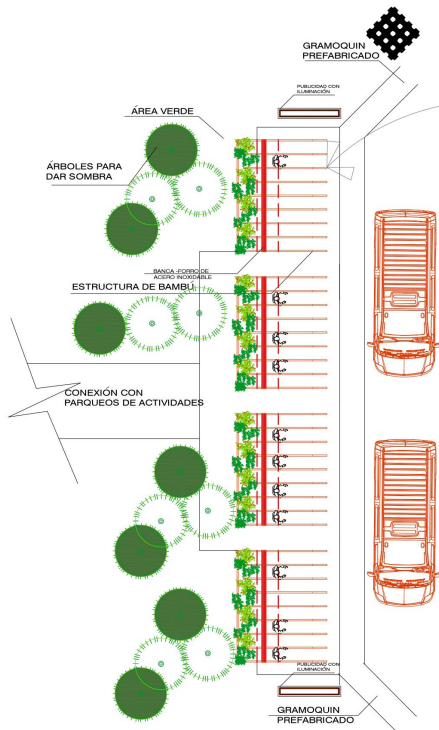 GRAMOQUIN
PREFABRICADO
PUBLICIDAD CON
ILUMINACIÓN
ÁREA VERDE
ÁRBOLES PARA
DAR SOMBRA
BANCA -FORRO DE
ACERO INOXIDABLE
ESTRUCTURA DE BAMBÚ
CONEXIÓN CON
PARQUEOS DE ACTIVIDADES
PUBLICIDAD CON
ILUMINACIÓN
GRAMOQUIN
PREFABRICADO